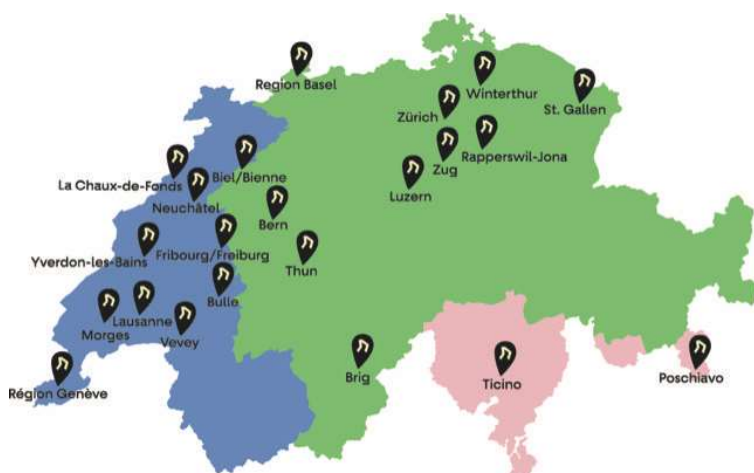 Region Basel
Winterthur
St. Gallen
Zürich
Rapperswil-Jona
Zug
Luzern
La Chaux-de-Fonds
Biel/Bienne
Neuchâtel
Bern
Yverdon-les-Bains
Fribourg/Freiburg
Thun
Bulle
Lausanne
Morges
Vevey
Région Genève
Brig
Ticino
Poschiavo